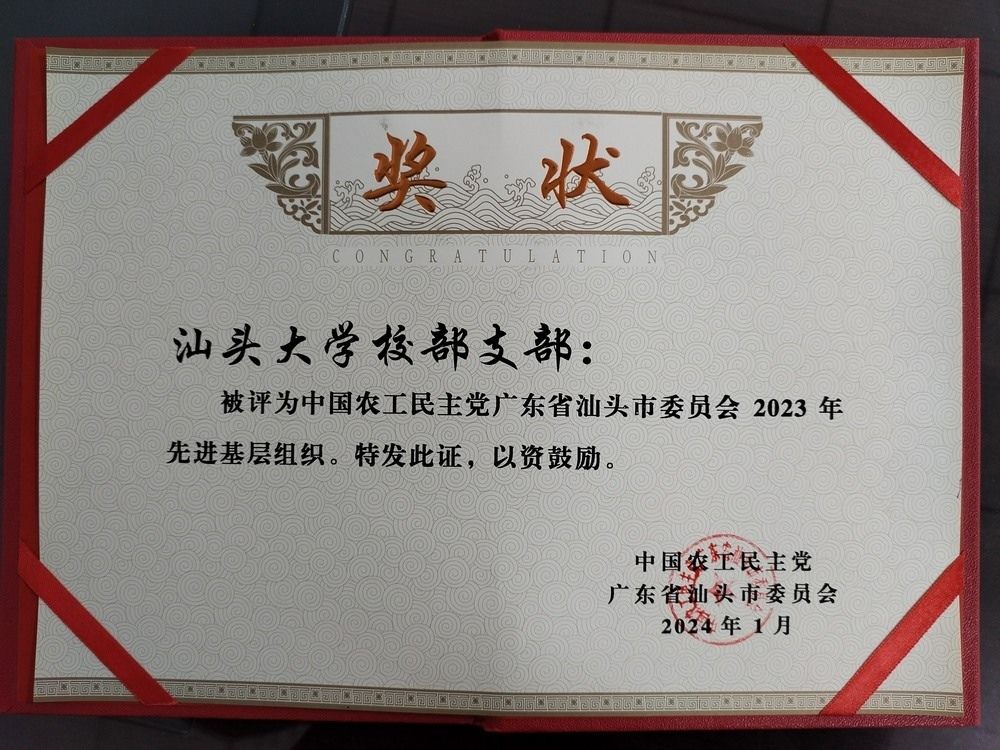 奖 状
CONGRATULATION
汕头大学校部支部：
被评为中国农工民主党广东省汕头市委员会 2023 年
先进基层组织。特发此证，以资鼓励。
中国农工民主党
广东省汕头市委员会
2024 年 1 月